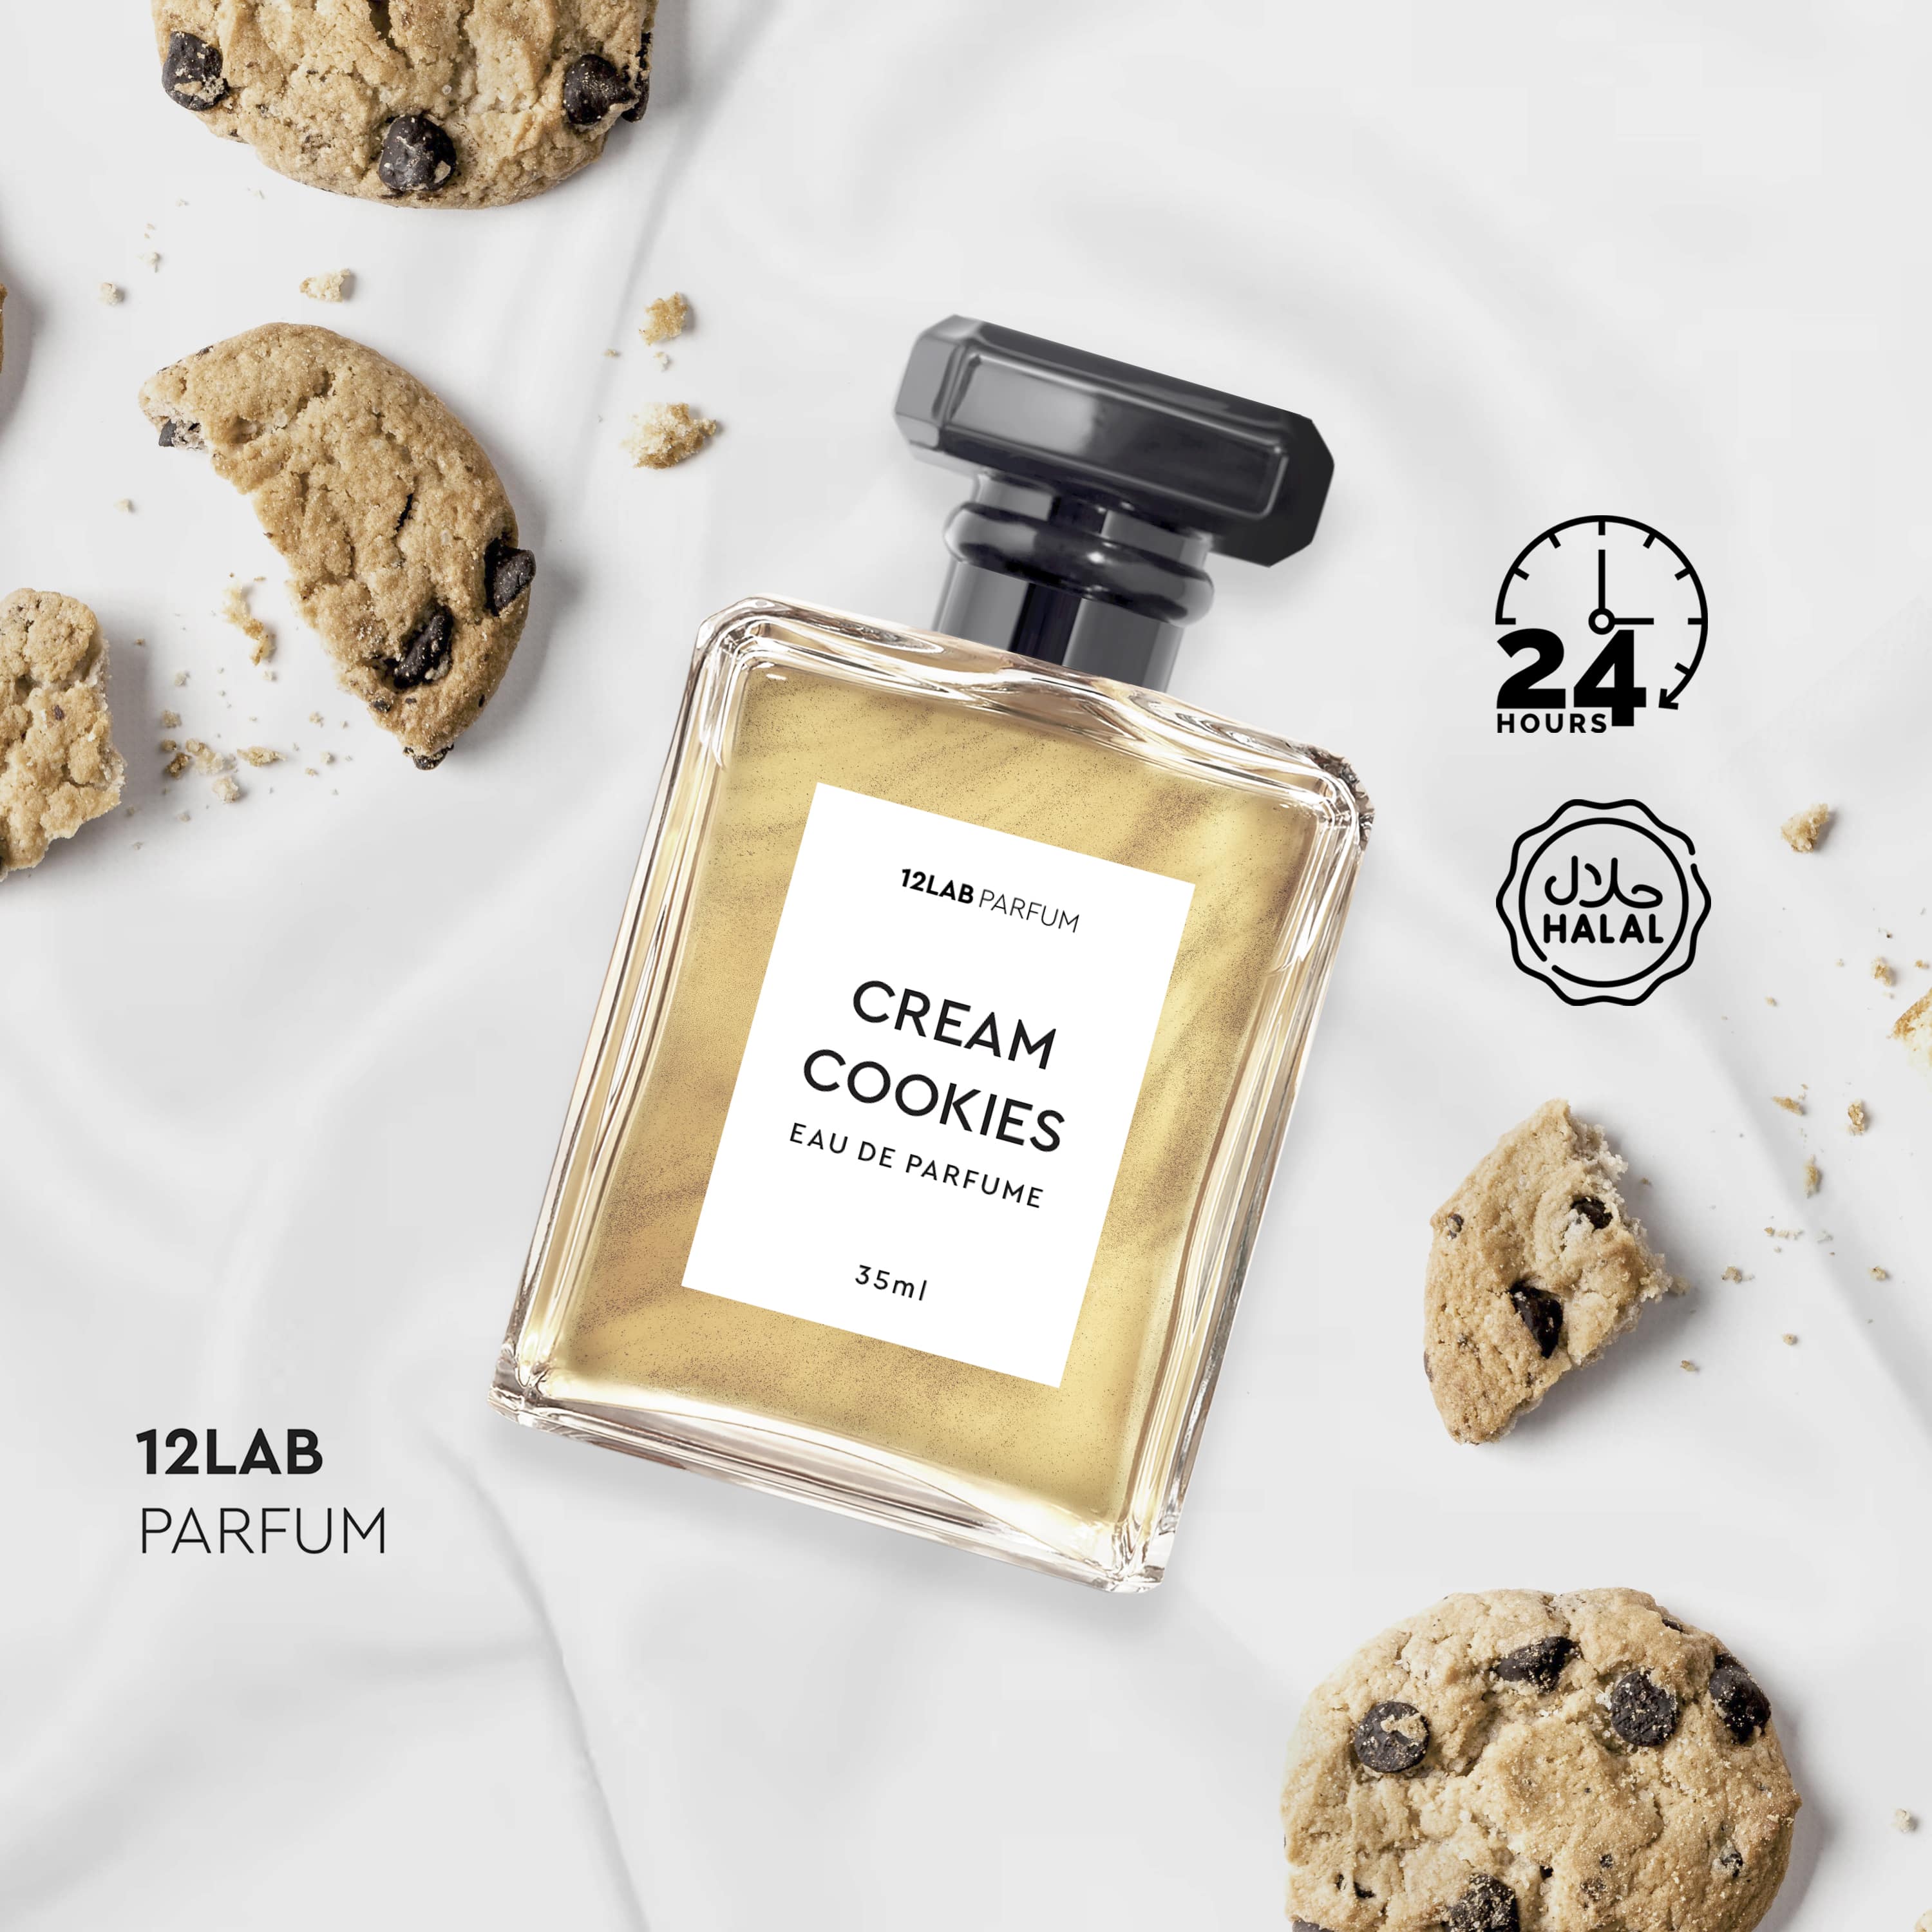 12LAB PARFUM
CREAM
COOKIES
EAU DE PARFUME
35ml
24
HOURS
حلال
HALAL
12LAB
PARFUM